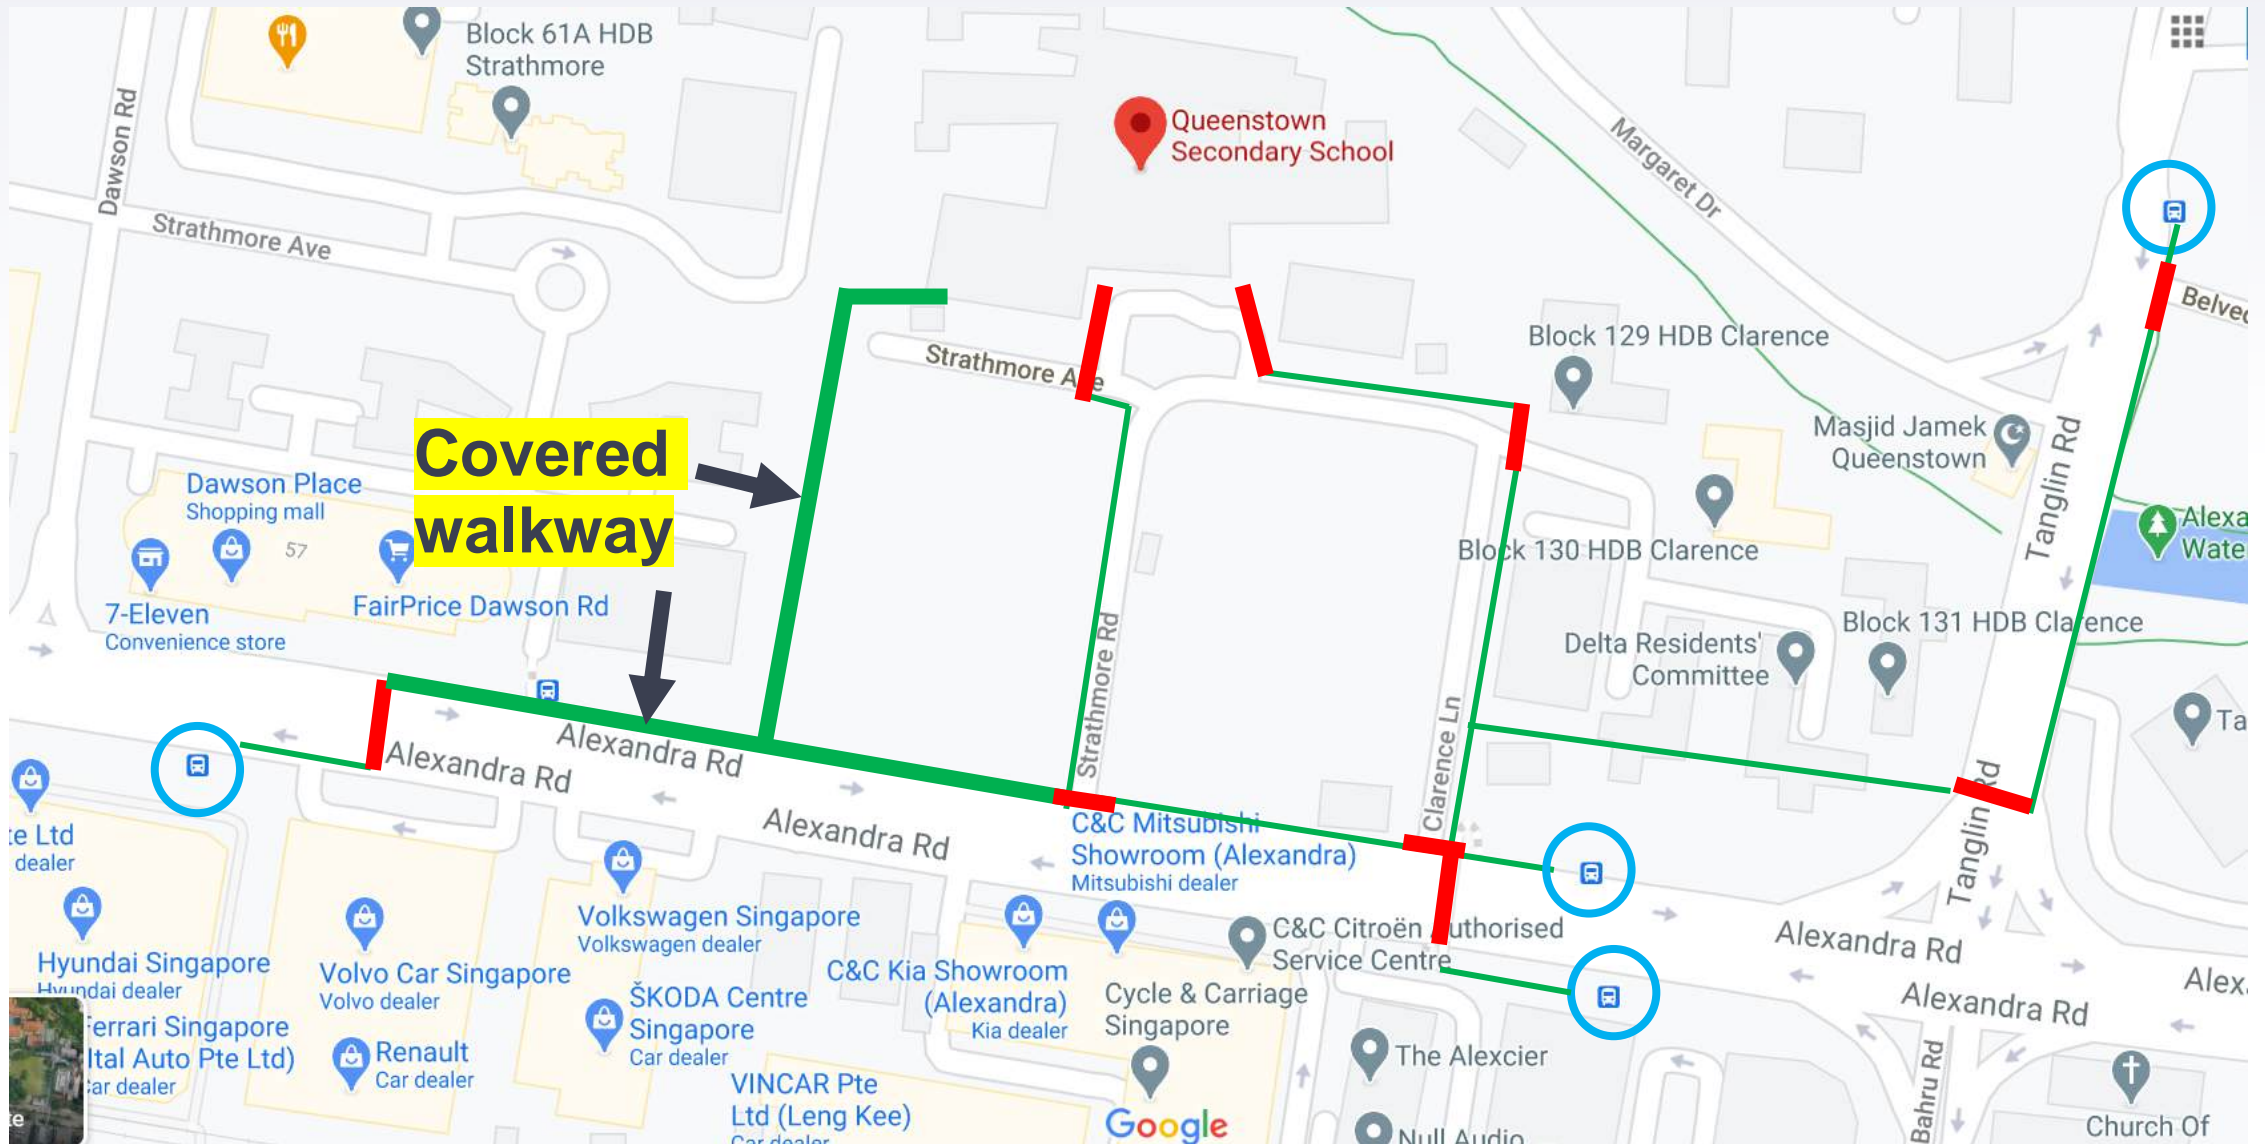 Block 61A HDB
Strathmore
Dawson Rd
Strathmore Ave
Queenstown
Secondary School
Margaret Dr
Strathmore Ave
Block 129 HDB Clarence
Masjid Jamek
Queenstown
Tanglin Rd
Covered
walkway
Dawson Place
Shopping mall
57
7-Eleven
Convenience store
FairPrice Dawson Rd
Block 130 HDB Clarence
Block 131 HDB Clarence
Delta Residents'
Committee
Strathmore Rd
Clarence Ln
Alexandra Rd
Alexandra Rd
Alexandra Rd
Tanglin Rd
Tanglin Rd
te Ltd
dealer
C&C Mitsubishi
Showroom (Alexandra)
Mitsubishi dealer
Volkswagen Singapore
Volkswagen dealer
C&C Citroën Authorised
Service Centre
Alexandra Rd
Alexandra Rd
Hyundai Singapore
Hyundai dealer
Volvo Car Singapore
Volvo dealer
ŠKODA Centre
Singapore
Car dealer
C&C Kia Showroom
(Alexandra)
Kia dealer
Cycle & Carriage
Singapore
Ferrari Singapore
(Ital Auto Pte Ltd)
Car dealer
Renault
Car dealer
VINCAR Pte
Ltd (Leng Kee)
Car dealer
The Alexcier
Null Audio
Google
Bahru Rd
Church Of